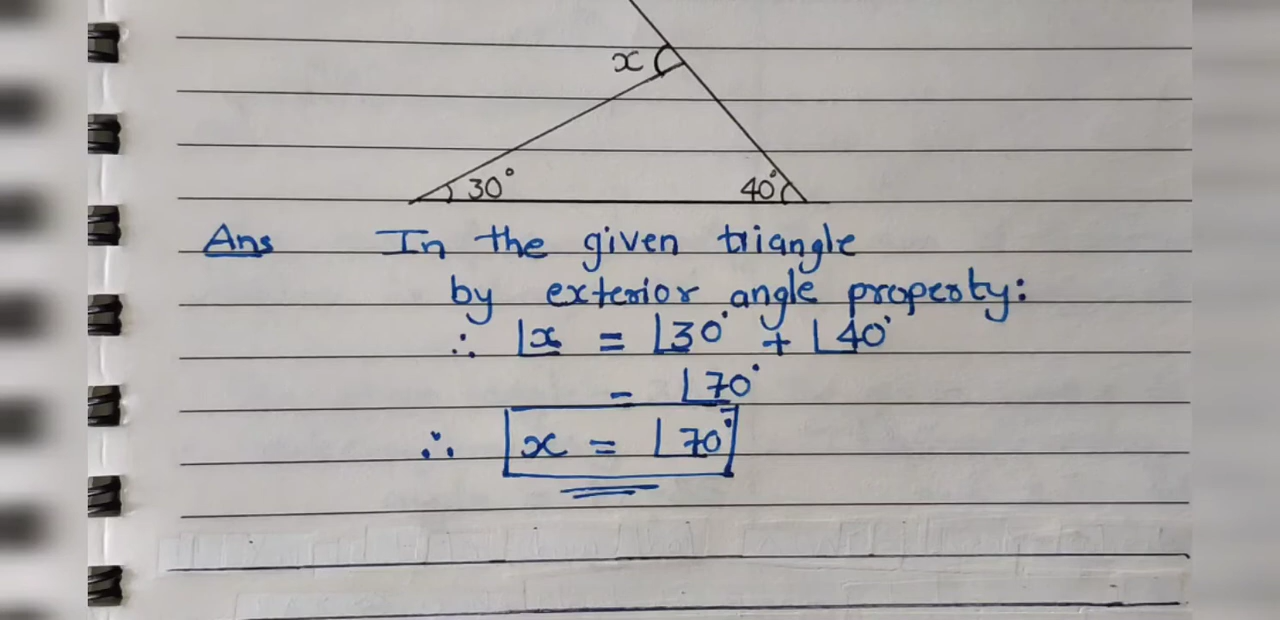 x
30° 40°
Ans In the given triangle
by exterior angle property:
∴ ∠x = ∠30° + ∠40°
= ∠70°
∴ x = ∠70°